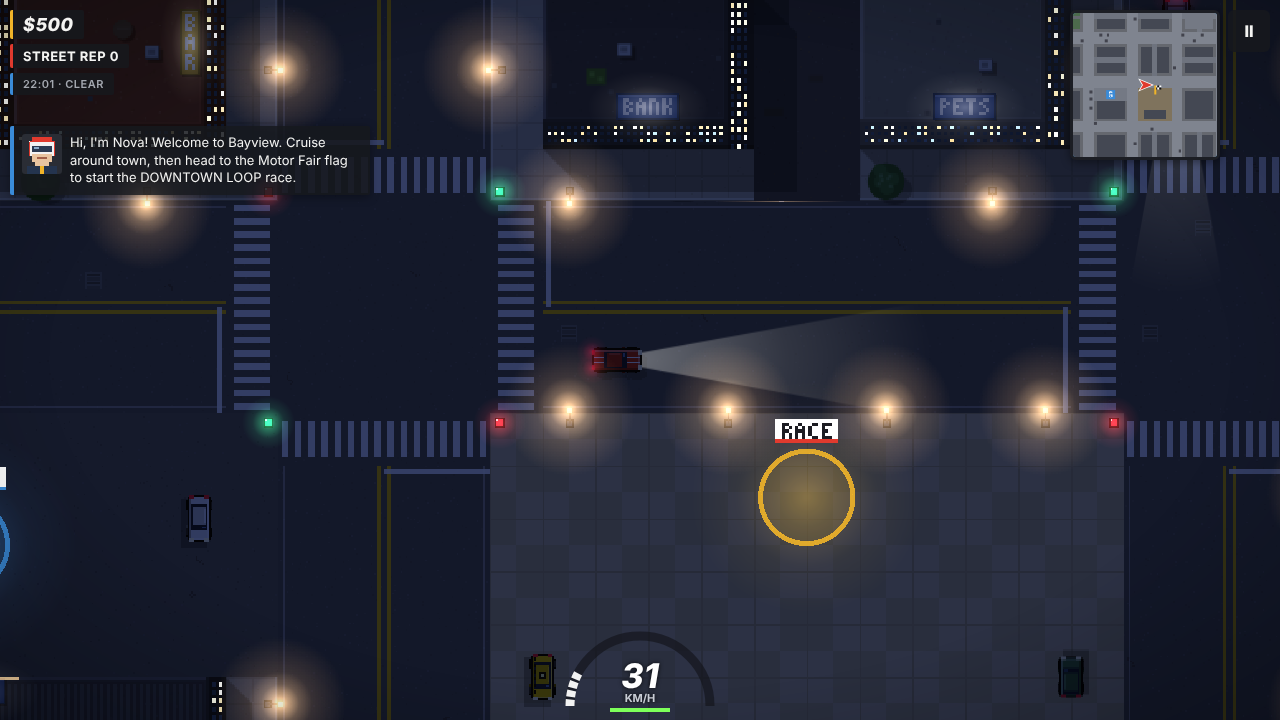 $500
STREET REP 0
22:01 · CLEAR
BAR
Hi, I'm Nova! Welcome to Bayview. Cruise
around town, then head to the Motor Fair flag
to start the DOWNTOWN LOOP race.
BANK
PETS
RACE
31
KM/H